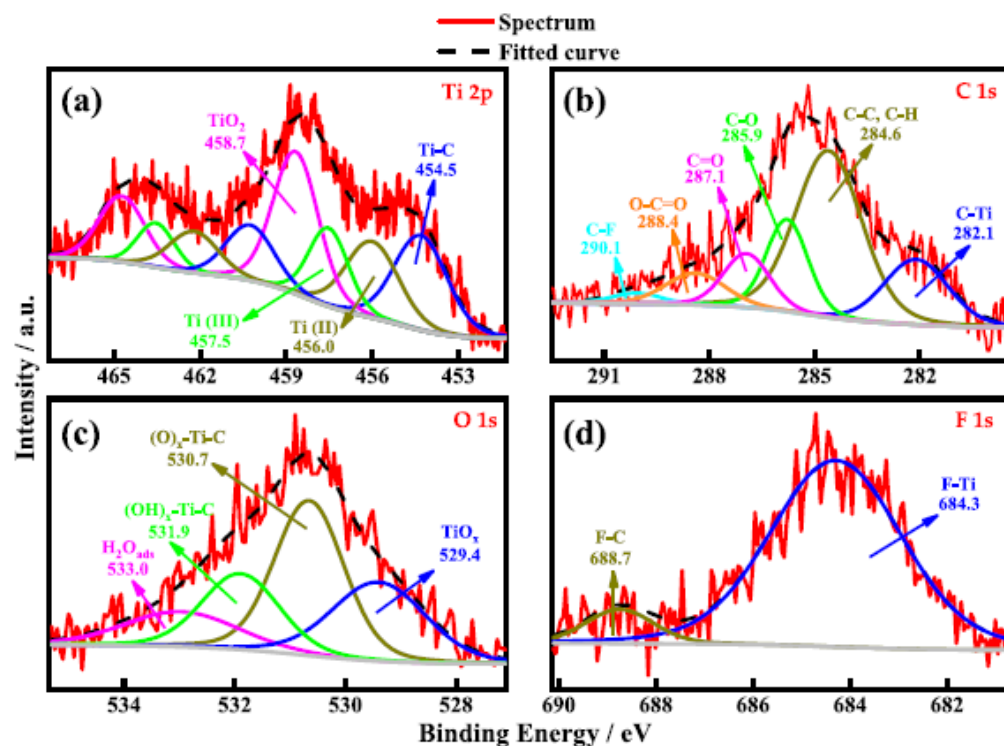 Spectrum
Fitted curve
(a)
Ti 2p
TiO₂
458.7
Ti-C
454.5
Ti (III)
457.5
Ti (II)
456.0
465 462 459 456 453
(b)
C 1s
C-C, C-H
284.6
C-O
285.9
C=O
287.1
O-C=O
288.4
C-F
290.1
C-Ti
282.1
291 288 285 282
Intensity / a.u.
(c)
O 1s
(O)ₓ-Ti-C
530.7
(OH)ₓ-Ti-C
531.9
H₂Oads
533.0
TiOₓ
529.4
534 532 530 528
(d)
F 1s
F-Ti
684.3
F-C
688.7
690 688 686 684 682
Binding Energy / eV